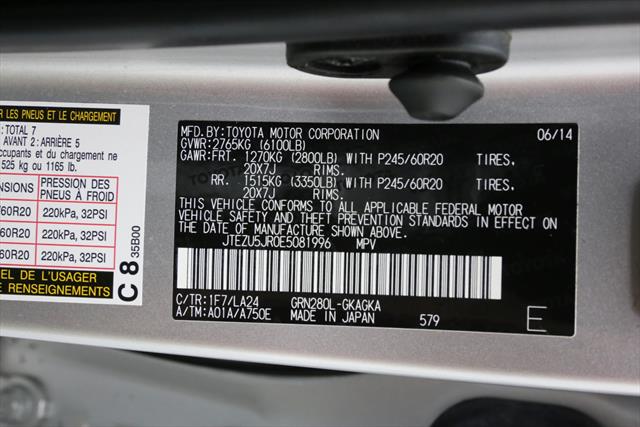 ER LES PNEUS ET LE CHARGEMENT
: TOTAL 7
AVANT 2: ARRIÈRE 5
occupants et du chargement
525 kg ou 1165 lb.
ENSIONS PRESSION DES PNEUS À FROID
60R20 220kPa, 32PSI
60R20 220kPa, 32PSI
60R20 220kPa, 32PSI
EL DE L'USAGER
C 8 35B00
MFD.BY:TOYOTA MOTOR CORPORATION 06/14
GVWR:2765KG (6100LB)
GAWR:FRT. 1270KG (2800LB) WITH P245/60R20 TIRES,
20X7J RIMS.
RR. 1515KG (3350LB) WITH P245/60R20 TIRES,
20X7J RIMS.
THIS VEHICLE CONFORMS TO ALL APPLICABLE FEDERAL MOTOR
VEHICLE SAFETY AND THEFT PREVENTION STANDARDS IN EFFECT
ON THE DATE OF MANUFACTURE SHOWN ABOVE.
JTEZU5JR0E5081996 MPV
C/TR:1F7/LA24 GRN280L-GKAGKA
A/TM:A01A/A750E MADE IN JAPAN 579 E